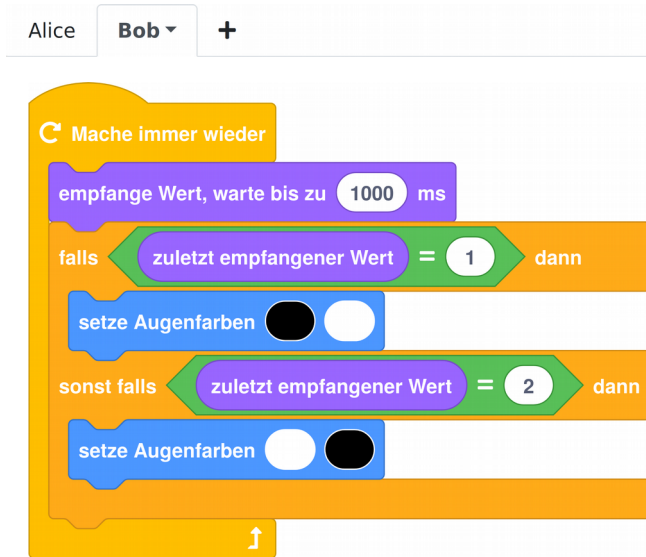 Alice Bob +
Mache immer wieder
empfange Wert, warte bis zu 1000 ms
falls zuletzt empfangener Wert = 1 dann
setze Augenfarben
sonst falls zuletzt empfangener Wert = 2 dann
setze Augenfarben